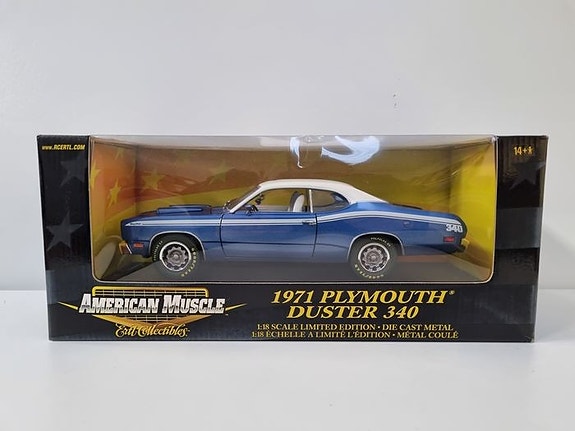 www.RCERTL.COM
14+
340
AMERICAN MUSCLE
Ertl Collectibles
1971 PLYMOUTH®
DUSTER 340
1:18 SCALE LIMITED EDITION • DIE CAST METAL
1:18 ÉCHELLE À LIMITÉ L'ÉDITION • MÉTAL COULÉ